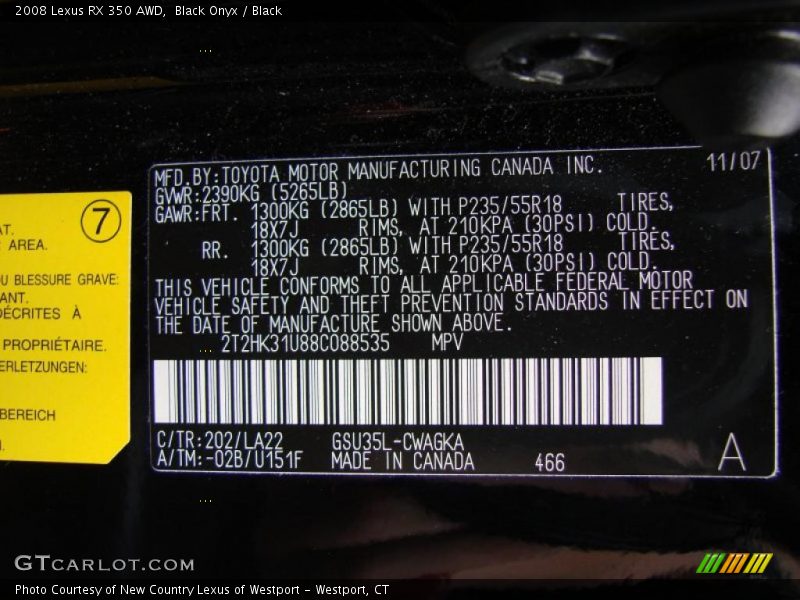 2008 Lexus RX 350 AWD,  Black Onyx / Black
7
AT.
AREA.
OU BLESSURE GRAVE:
ANT.
DÉCRITES À
PROPRIÉTAIRE.
ERLETZUNGEN:
BEREICH
MFD.BY:TOYOTA MOTOR MANUFACTURING CANADA INC. 11/07
GVWR:2390KG (5265LB)
GAWR:FRT. 1300KG (2865LB) WITH P235/55R18 TIRES,
18X7J RIMS, AT 210KPA (30PSI) COLD.
RR. 1300KG (2865LB) WITH P235/55R18 TIRES,
18X7J RIMS, AT 210KPA (30PSI) COLD.
THIS VEHICLE CONFORMS TO ALL APPLICABLE FEDERAL MOTOR
VEHICLE SAFETY AND THEFT PREVENTION STANDARDS IN EFFECT ON
THE DATE OF MANUFACTURE SHOWN ABOVE.
2T2HK31U88C088535 MPV
C/TR:202/LA22 GSU35L-CWAGKA
A/TM:-02B/U151F MADE IN CANADA 466 A
GTCARLOT.COM
Photo Courtesy of New Country Lexus of Westport – Westport, CT